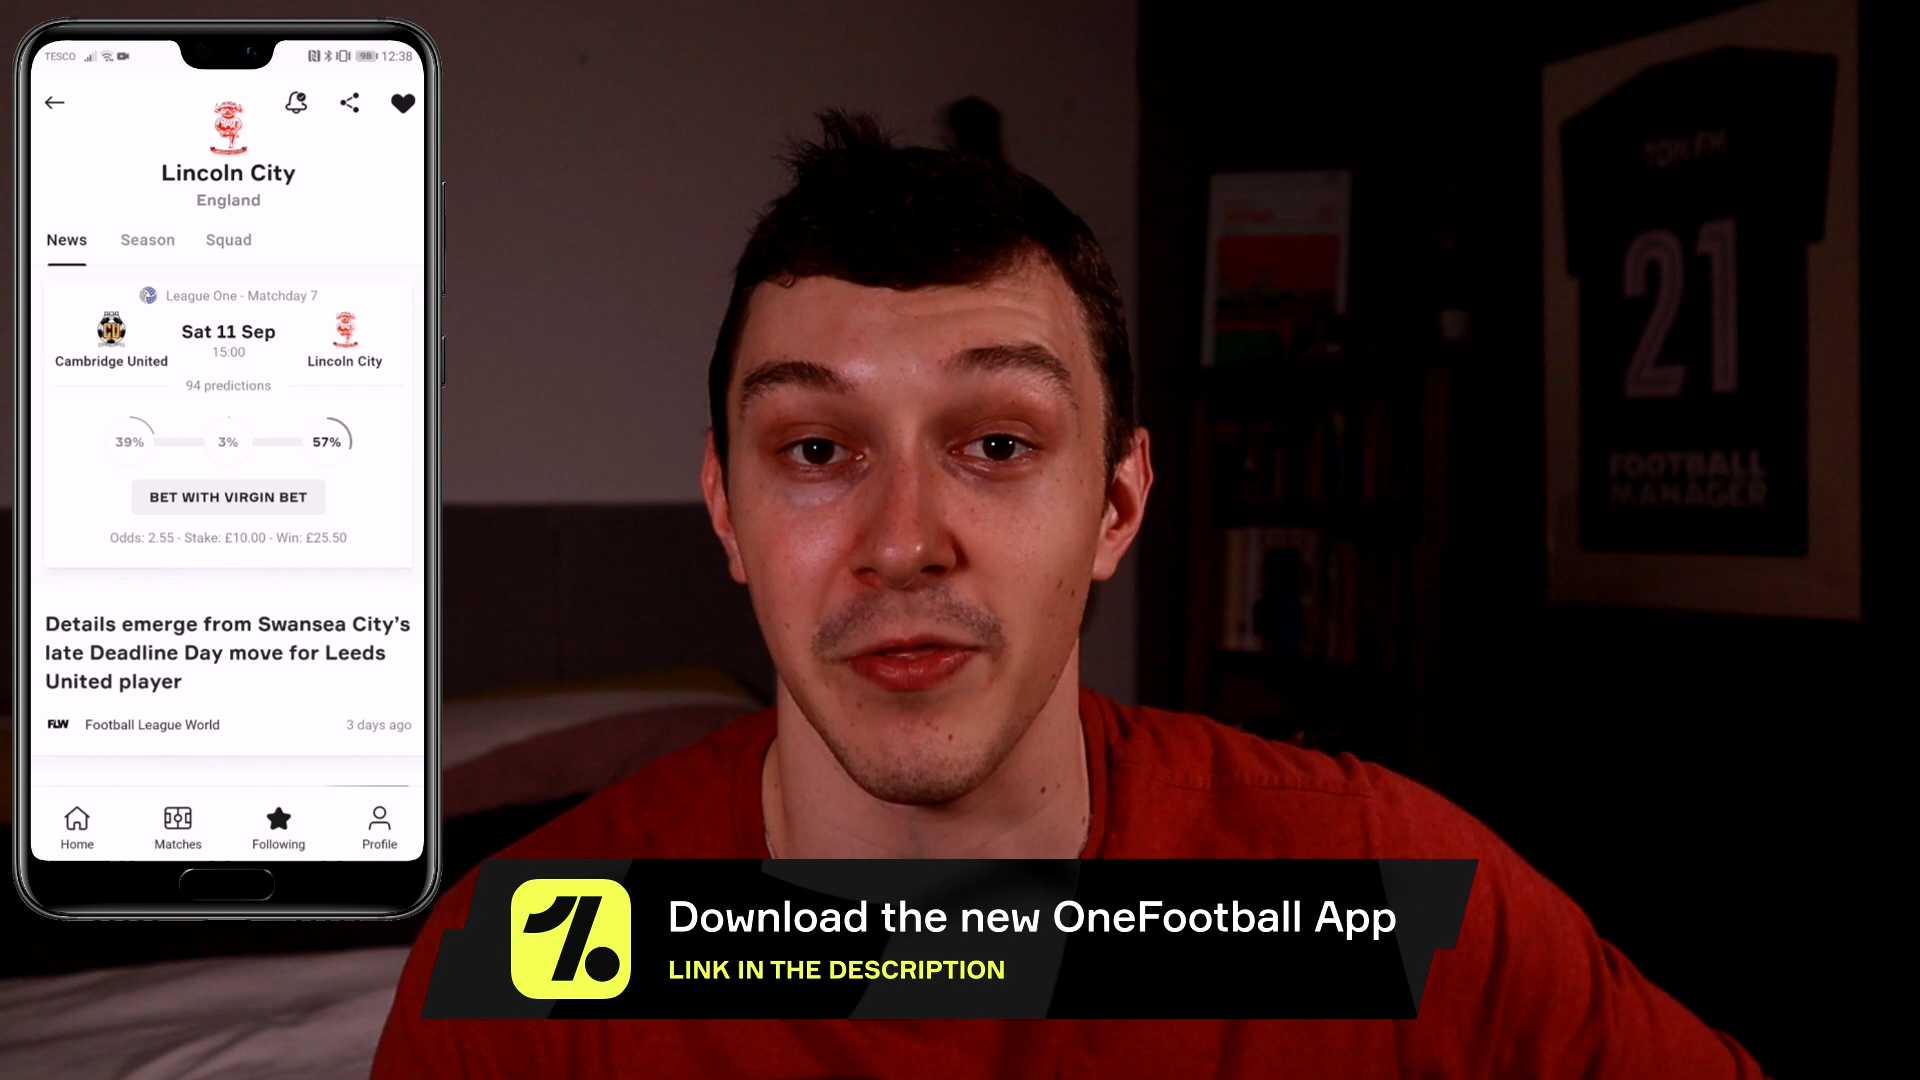 TESCO
98
12:38
Lincoln City
England
News Season Squad
League One - Matchday 7
CU
Sat 11 Sep
15:00
Cambridge United
Lincoln City
94 predictions
39% 3% 57%
BET WITH VIRGIN BET
Odds: 2.55 - Stake: £10.00 - Win: £25.50
Details emerge from Swansea City’s
late Deadline Day move for Leeds
United player
FLW Football League World 3 days ago
Home Matches Following Profile
TOM FM
21
FOOTBALL
MANAGER
Download the new OneFootball App
LINK IN THE DESCRIPTION